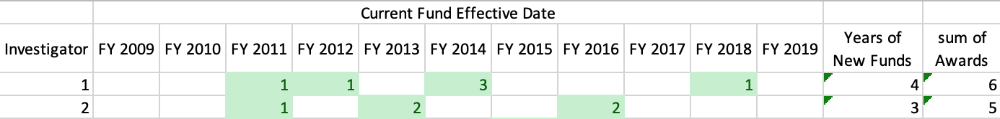 Current Fund Effective Date
Investigator FY 2009 FY 2010 FY 2011 FY 2012 FY 2013 FY 2014 FY 2015 FY 2016 FY 2017 FY 2018 FY 2019 Years of New Funds sum of Awards
1 1 1 3 1 4 6
2 1 2 2 3 5